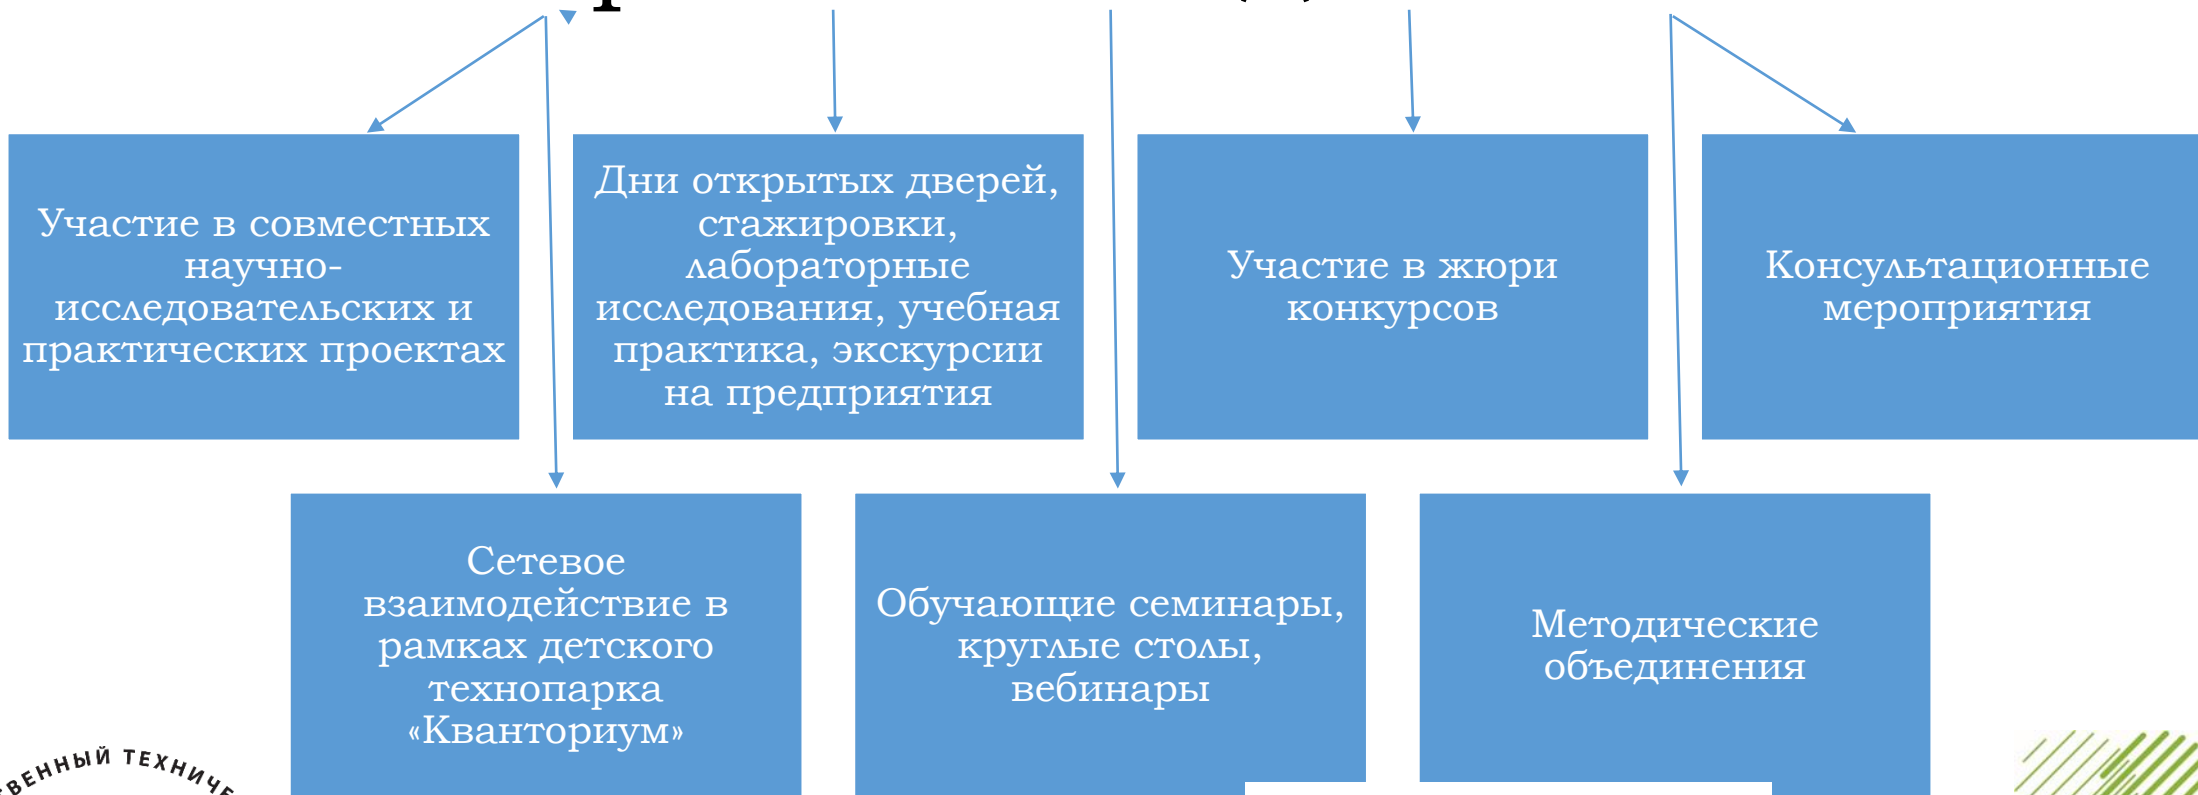 Участие в совместных
научно-
исследовательских и
практических проектах
Дни открытых дверей,
стажировки,
лабораторные
исследования, учебная
практика, экскурсии
на предприятия
Участие в жюри
конкурсов
Консультационные
мероприятия
Сетевое
взаимодействие в
рамках детского
технопарка
«Кванториум»
Обучающие семинары,
круглые столы,
вебинары
Методические
объединения